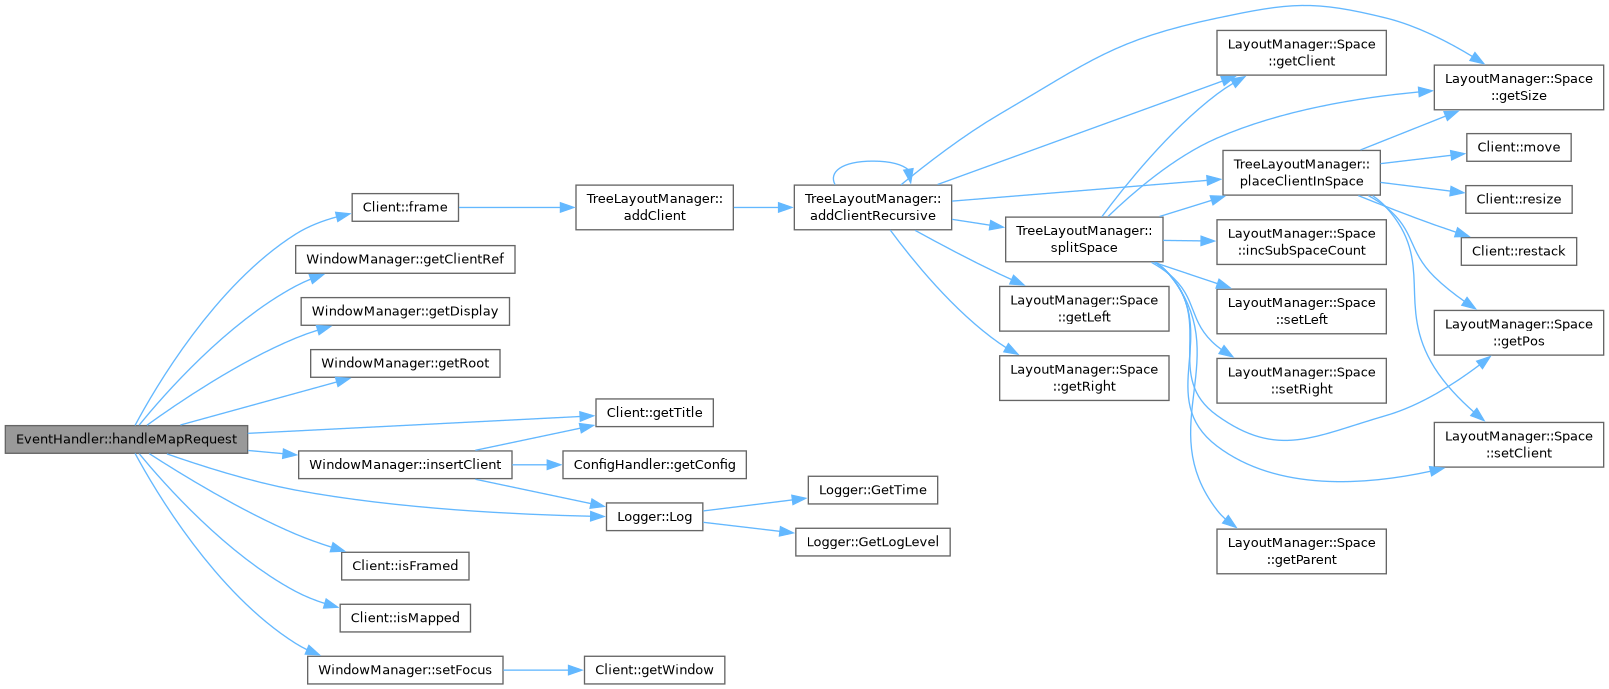 EventHandler::handleMapRequest
Client::frame
WindowManager::getClientRef
WindowManager::getDisplay
WindowManager::getRoot
Client::getTitle
WindowManager::insertClient
ConfigHandler::getConfig
Logger::Log
Client::isFramed
Client::isMapped
WindowManager::setFocus
Client::getWindow
Logger::GetTime
Logger::GetLogLevel
TreeLayoutManager::
addClient
TreeLayoutManager::
addClientRecursive
TreeLayoutManager::
splitSpace
LayoutManager::Space
::getLeft
LayoutManager::Space
::getRight
LayoutManager::Space
::getClient
TreeLayoutManager::
placeClientInSpace
LayoutManager::Space
::incSubSpaceCount
LayoutManager::Space
::setLeft
LayoutManager::Space
::setRight
LayoutManager::Space
::getParent
LayoutManager::Space
::getSize
Client::move
Client::resize
Client::restack
LayoutManager::Space
::getPos
LayoutManager::Space
::setClient